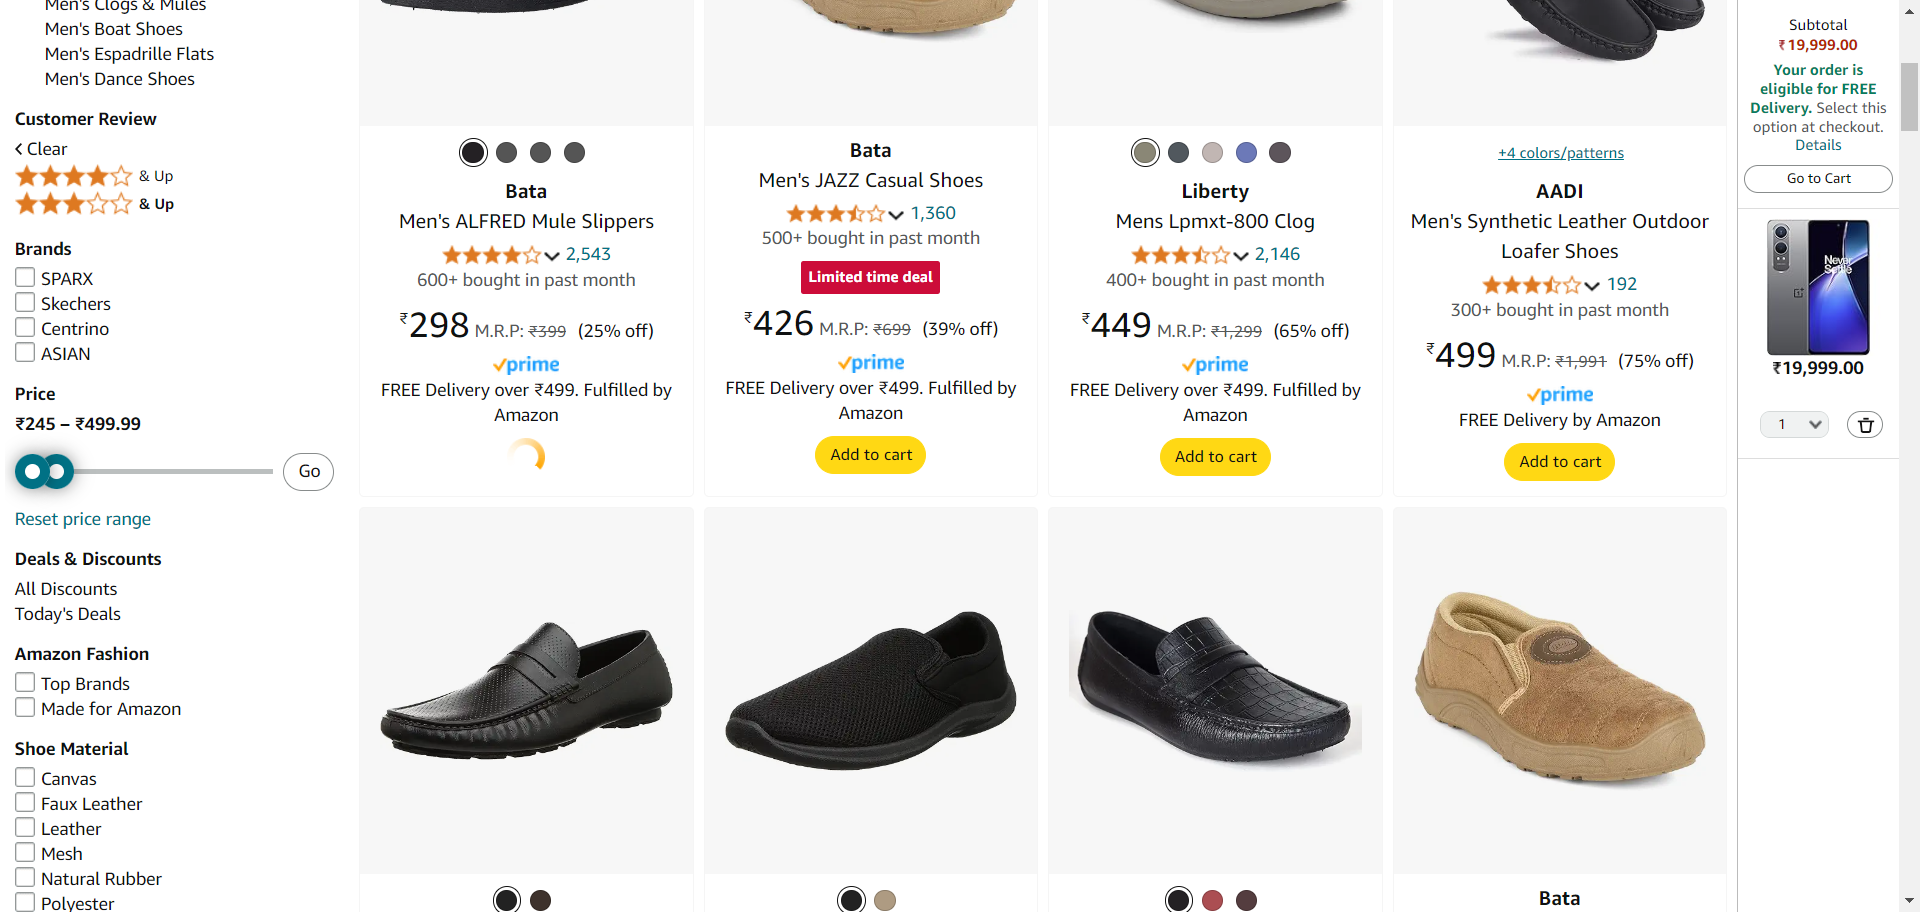 Men's Clogs & Mules
Men's Boat Shoes
Men's Espadrille Flats
Men's Dance Shoes
Customer Review
Clear
& Up
& Up
Brands
SPARX
Skechers
Centrino
ASIAN
Price
₹245 – ₹499.99
Go
Reset price range
Deals & Discounts
All Discounts
Today's Deals
Amazon Fashion
Top Brands
Made for Amazon
Shoe Material
Canvas
Faux Leather
Leather
Mesh
Natural Rubber
Polyester
Bata
Men's ALFRED Mule Slippers
2,543
600+ bought in past month
₹298 M.R.P: ₹399 (25% off)
prime
FREE Delivery over ₹499. Fulfilled by
Amazon
Bata
Men's JAZZ Casual Shoes
1,360
500+ bought in past month
Limited time deal
₹426 M.R.P: ₹699 (39% off)
prime
FREE Delivery over ₹499. Fulfilled by
Amazon
Add to cart
Liberty
Mens Lpmxt-800 Clog
2,146
400+ bought in past month
₹449 M.R.P: ₹1,299 (65% off)
prime
FREE Delivery over ₹499. Fulfilled by
Amazon
Add to cart
+4 colors/patterns
AADI
Men's Synthetic Leather Outdoor
Loafer Shoes
192
300+ bought in past month
₹499 M.R.P: ₹1,991 (75% off)
prime
FREE Delivery by Amazon
Add to cart
Bata
Subtotal
₹19,999.00
Your order is
eligible for FREE
Delivery. Select this
option at checkout.
Details
Go to Cart
Never
Settle
₹19,999.00
1